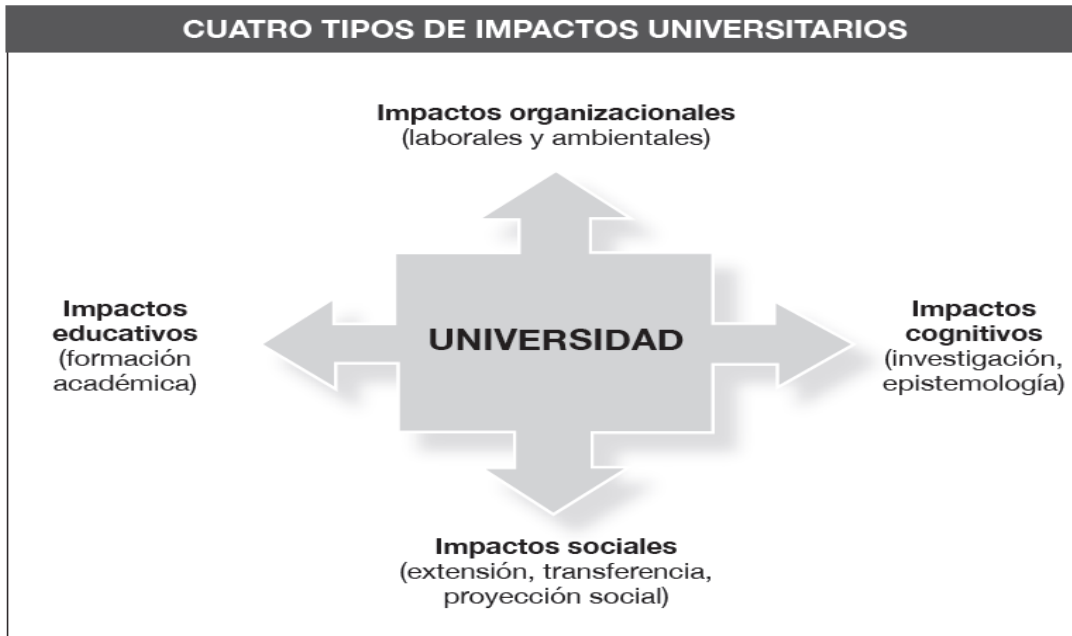 CUATRO TIPOS DE IMPACTOS UNIVERSITARIOS
Impactos organizacionales
(laborales y ambientales)
Impactos
educativos
(formación
académica)
UNIVERSIDAD
Impactos
cognitivos
(investigación,
epistemología)
Impactos sociales
(extensión, transferencia,
proyección social)